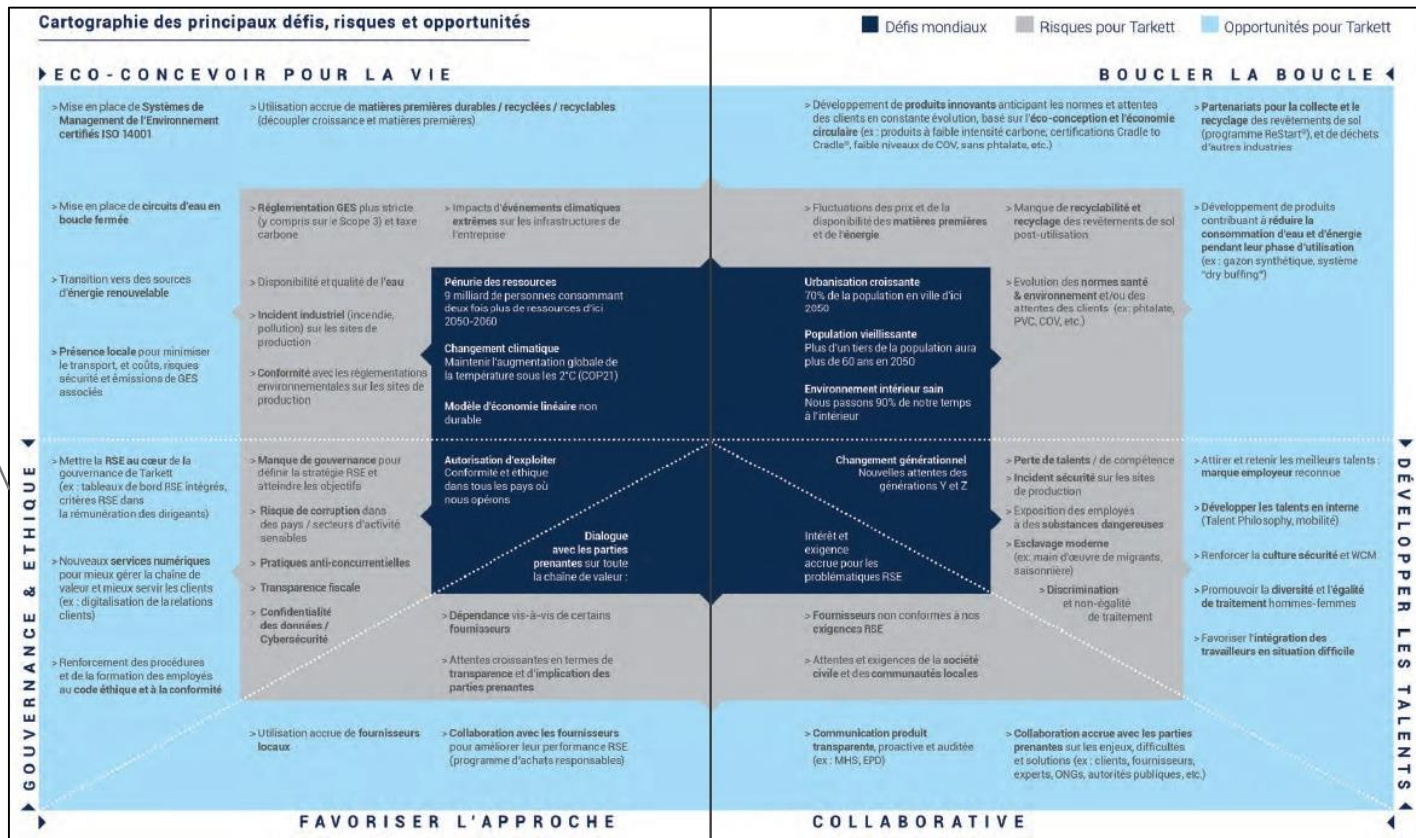 Cartographie des principaux défis, risques et opportunités
Défis mondiaux
Risques pour Tarkett
Opportunités pour Tarkett
ECO-CONCEVOIR POUR LA VIE
BOUCLER LA BOUCLE
> Mise en place de Systèmes de
Management de l'Environnement
certifiés ISO 14001
> Utilisation accrue de matières premières durables / recyclées / recyclables
(découpler croissance et matières premières)
> Développement de produits innovants anticipant les normes et attentes
des clients en constante évolution, basé sur l'éco-conception et l'économie
circulaire (ex : produits à faible intensité carbone, certifications Cradle to
Cradle®, faible niveaux de COV, sans phtalate, etc.)
> Partenariats pour la collecte et le
recyclage des revêtements de sol
(programme ReStart®), et de déchets
d'autres industries
> Mise en place de circuits d'eau en
boucle fermée
> Transition vers des sources
d'énergie renouvelable
> Présence locale pour minimiser
le transport, et coûts, risques
sécurité et émissions de GES
associés
> Réglementation GES plus stricte
(y compris sur le Scope 3) et taxe
carbone
> Disponibilité et qualité de l'eau
> Incident industriel (incendie,
pollution) sur les sites de
production
> Conformité avec les réglementations
environnementales sur les sites de
production
> Impacts d'événements climatiques
extrêmes sur les infrastructures de
l'entreprise
Pénurie des ressources
9 milliard de personnes consommant
deux fois plus de ressources d'ici
2050-2060
Changement climatique
Maintenir l'augmentation globale de
la température sous les 2°C (COP21)
Modèle d'économie linéaire non
durable
> Fluctuations des prix et de la
disponibilité des matières premières
et de l'énergie
Urbanisation croissante
70% de la population en ville d'ici
2050
Population vieillissante
Plus d'un tiers de la population aura
plus de 60 ans en 2050
Environnement intérieur sain
Nous passons 90% de notre temps
à l'intérieur
> Manque de recyclabilité et
recyclage des revêtements de sol
post-utilisation
> Evolution des normes santé
& environnement et/ou des
attentes des clients (ex: phtalate,
PVC, COV, etc.)
> Développement de produits
contribuant à réduire la
consommation d'eau et d'énergie
pendant leur phase d'utilisation
(ex : gazon synthétique, système
"dry buffing")
GOUVERNANCE & ETHIQUE
> Mettre la RSE au cœur de la
gouvernance de Tarkett
(ex : tableaux de bord RSE intégrés,
critères RSE dans
la rémunération des dirigeants)
> Nouveaux services numériques
pour mieux gérer la chaîne de
valeur et mieux servir les clients
(ex : digitalisation de la relations
clients)
> Renforcement des procédures
et de la formation des employés
au code éthique et à la conformité
> Manque de gouvernance pour
définir la stratégie RSE et
atteindre les objectifs
> Risque de corruption dans
des pays / secteurs d'activité
sensibles
> Pratiques anti-concurrentielles
> Transparence fiscale
> Confidentialité
des données /
Cybersécurité
Autorisation d'exploiter
Conformité et éthique
dans tous les pays où
nous opérons
Dialogue
avec les parties
prenantes sur toute
la chaîne de valeur :
Changement générationnel
Nouvelles attentes des
générations Y et Z
Intérêt et
exigence
accrue pour les
problématiques RSE
> Perte de talents / de compétence
> Incident sécurité sur les sites
de production
> Exposition des employés
à des substances dangereuses
> Esclavage moderne
(ex: main d'œuvre de migrants,
saisonnière)
> Discrimination
et non-égalité
de traitement
> Attirer et retenir les meilleurs talents :
marque employeur reconnue
> Développer les talents en interne
(Talent Philosophy, mobilité)
> Renforcer la culture sécurité et WCM
> Promouvoir la diversité et l'égalité
de traitement hommes-femmes
> Favoriser l'intégration des
travailleurs en situation difficile
DÉVELOPPER LES TALENTS
> Dépendance vis-à-vis de certains
fournisseurs
> Attentes croissantes en termes de
transparence et d'implication des
parties prenantes
> Fournisseurs non conformes à nos
exigences RSE
> Attentes et exigences de la société
civile et des communautés locales
> Utilisation accrue de fournisseurs
locaux
> Collaboration avec les fournisseurs
pour améliorer leur performance RSE
(programme d'achats responsables)
> Communication produit
transparente, proactive et auditée
(ex : MHS, EPD)
> Collaboration accrue avec les parties
prenantes sur les enjeux, difficultés
et solutions (ex : clients, fournisseurs,
experts, ONGs, autorités publiques, etc.)
FAVORISER L'APPROCHE COLLABORATIVE